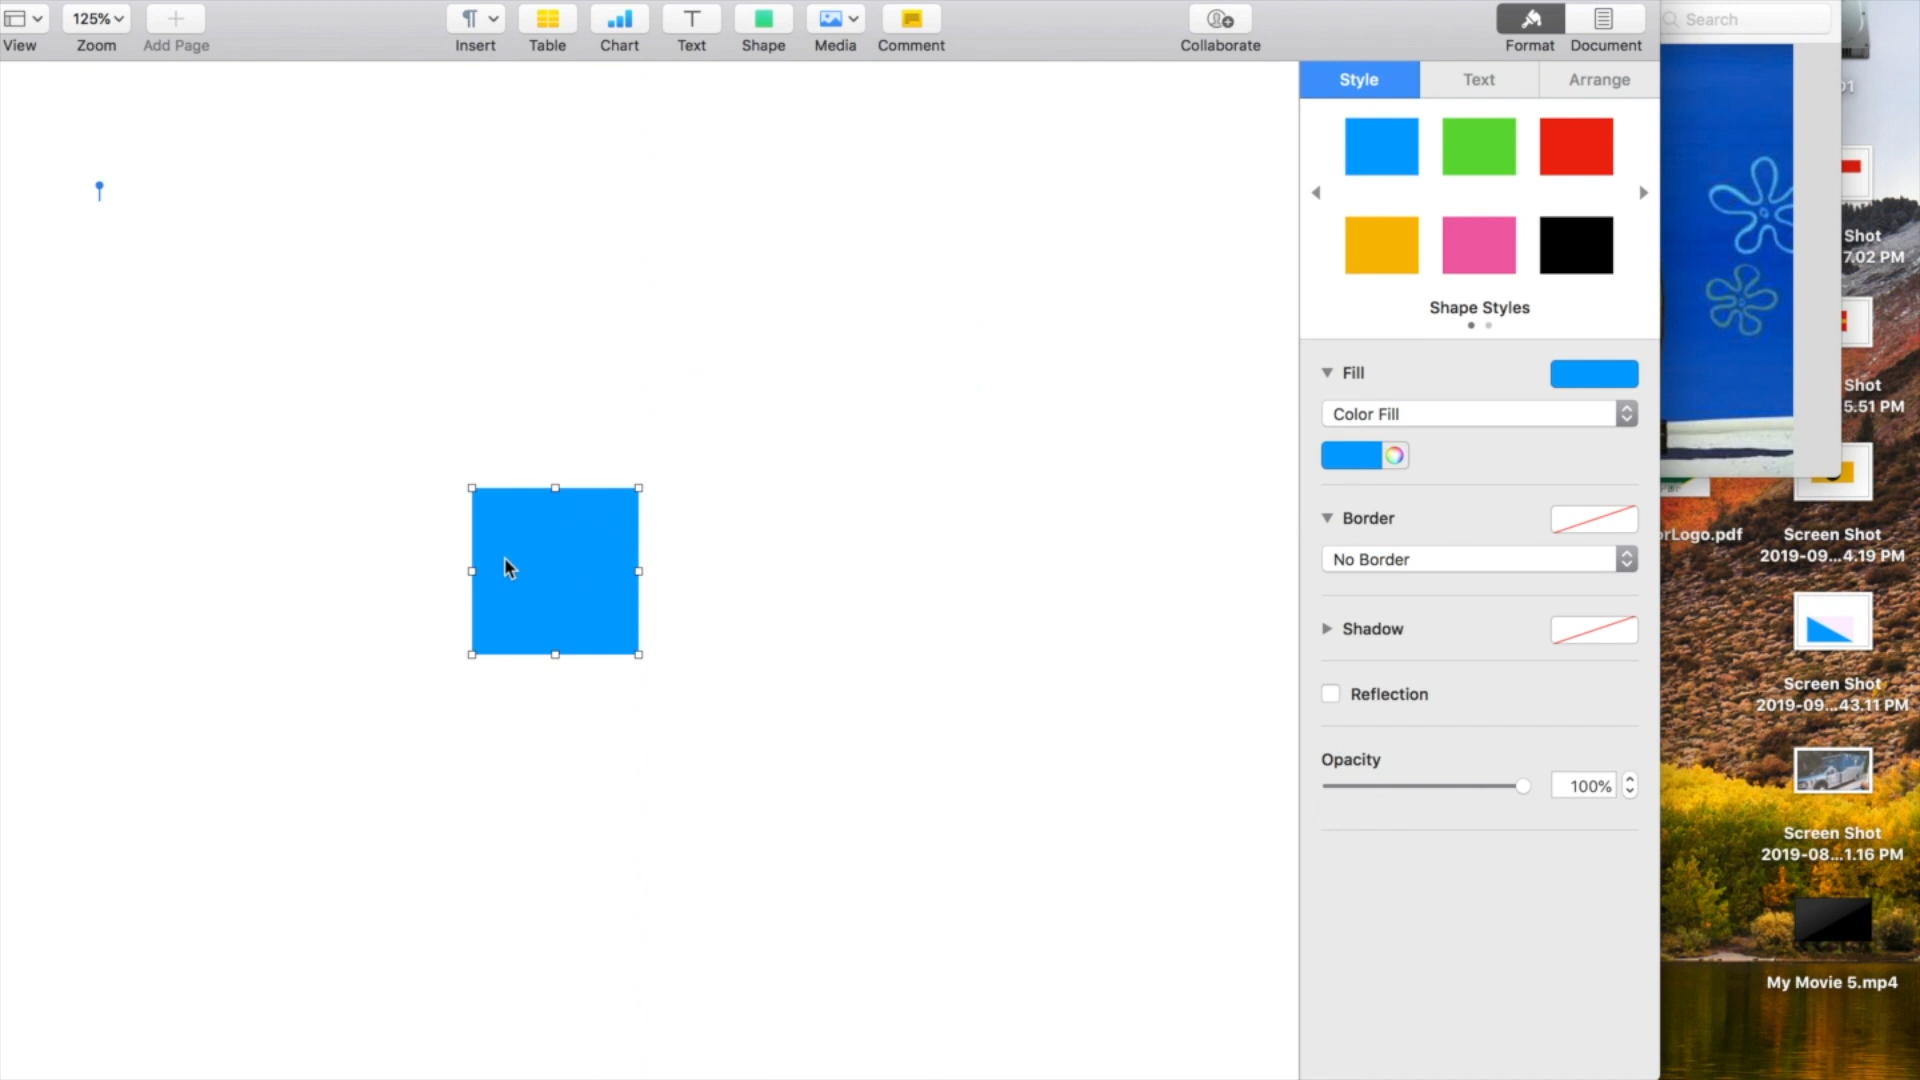 View
125%
Zoom
Add Page
Insert
Table
Chart
T
Text
Shape
Media
Comment
Collaborate
Format
Document
Search
Style
Text
Arrange
Shape Styles
Fill
Color Fill
Border
No Border
Shadow
Reflection
Opacity
100%
Shot
7.02 PM
Shot
5.51 PM
rLogo.pdf
Screen Shot
2019-09...4.19 PM
Screen Shot
2019-09...43.11 PM
Screen Shot
2019-08...1.16 PM
My Movie 5.mp4